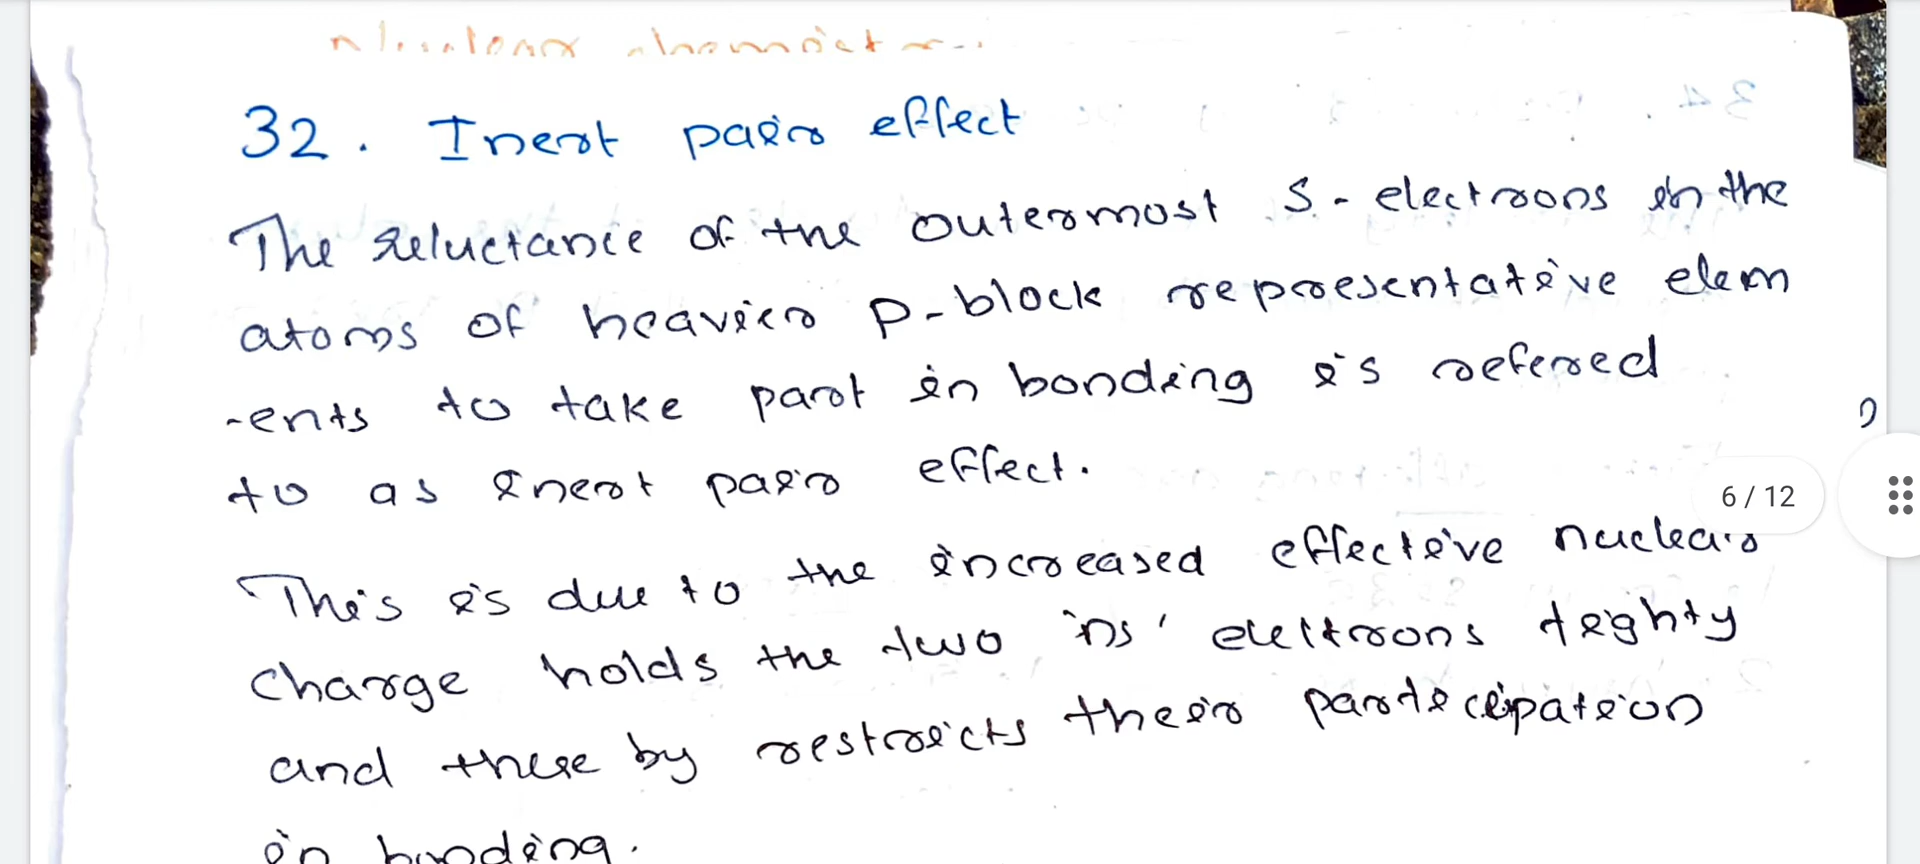 32. Inert pair effect
The reluctance of the outermost S-electrons in the
atoms of heavier p-block representative elem
-ents to take part in bonding is refered
to as inert pair effect.
6 / 12
This is due to the increased effective nuclear
charge holds the two 'ns' electrons tighty
and there by restricts their participation
in bonding.